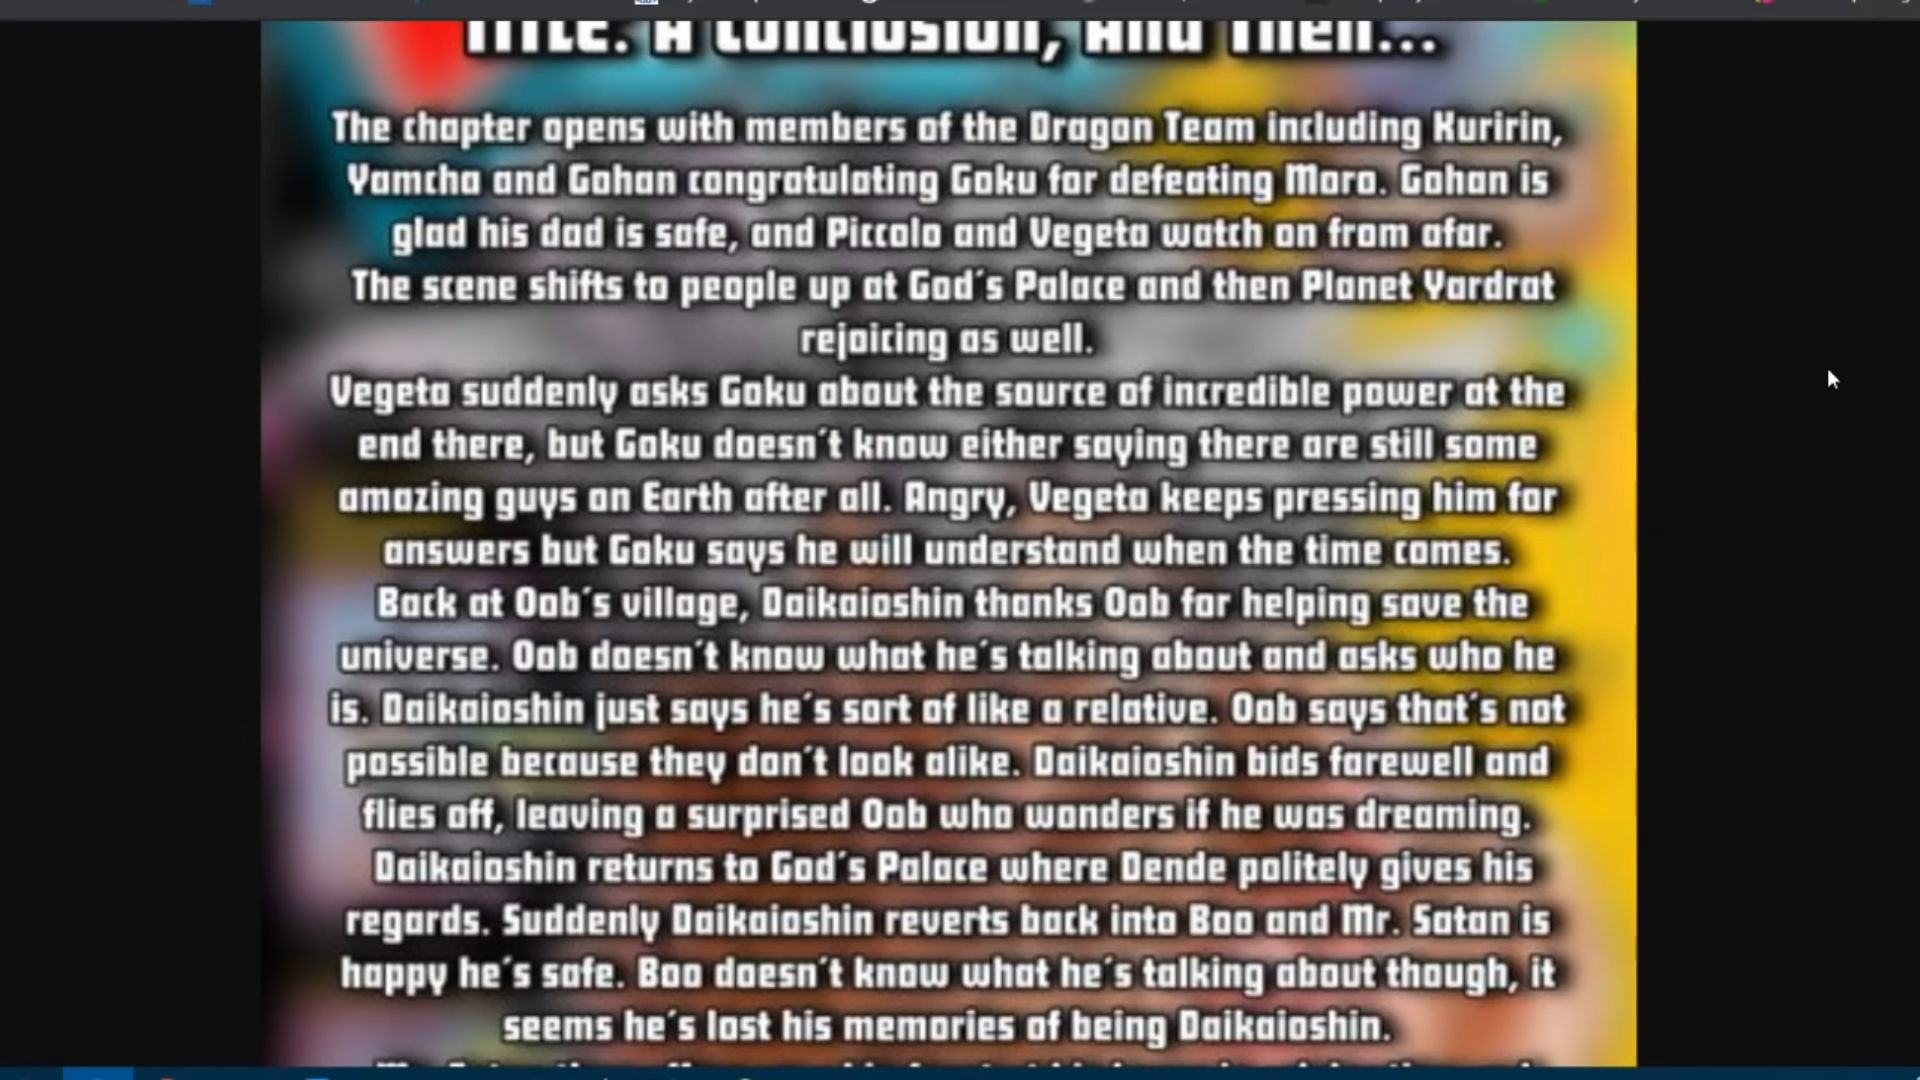 TITLE: A Conclusion, And Then...
The chapter opens with members of the Dragon Team including Kuririn,
Yamcha and Gohan congratulating Goku for defeating Moro. Gohan is
glad his dad is safe, and Piccolo and Vegeta watch on from afar.
The scene shifts to people up at God's Palace and then Planet Yardrat
rejoicing as well.
Vegeta suddenly asks Goku about the source of incredible power at the
end there, but Goku doesn't know either saying there are still some
amazing guys on Earth after all. Angry, Vegeta keeps pressing him for
answers but Goku says he will understand when the time comes.
Back at Oob's village, Daikaioshin thanks Oob for helping save the
universe. Oob doesn't know what he's talking about and asks who he
is. Daikaioshin just says he's sort of like a relative. Oob says that's not
possible because they don't look alike. Daikaioshin bids farewell and
flies off, leaving a surprised Oob who wonders if he was dreaming.
Daikaioshin returns to God's Palace where Dende politely gives his
regards. Suddenly Daikaioshin reverts back into Boo and Mr. Satan is
happy he's safe. Boo doesn't know what he's talking about though, it
seems he's lost his memories of being Daikaioshin.